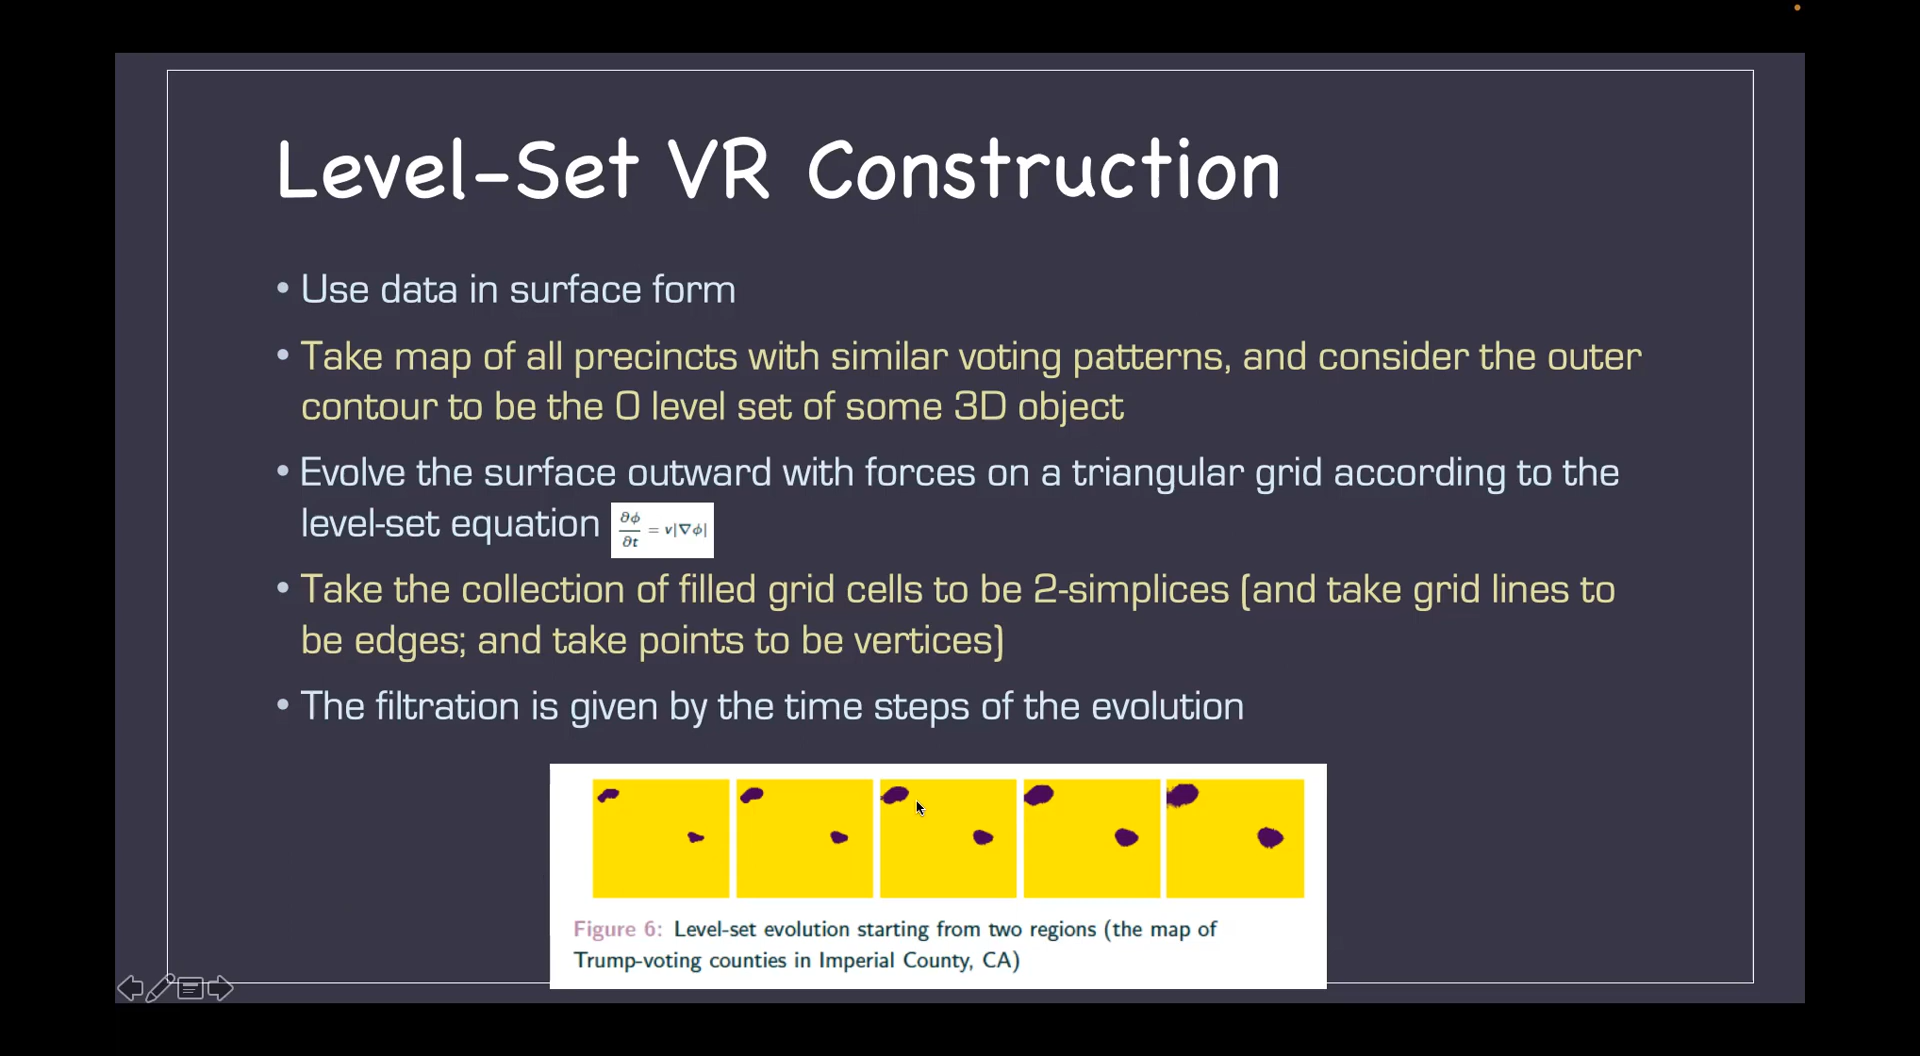 Level-Set VR Construction
• Use data in surface form
• Take map of all precincts with similar voting patterns, and consider the outer
contour to be the 0 level set of some 3D object
• Evolve the surface outward with forces on a triangular grid according to the
level-set equation ∂ϕ/∂t = v|∇ϕ|
• Take the collection of filled grid cells to be 2-simplices (and take grid lines to
be edges; and take points to be vertices)
• The filtration is given by the time steps of the evolution
Figure 6: Level-set evolution starting from two regions (the map of
Trump-voting counties in Imperial County, CA)